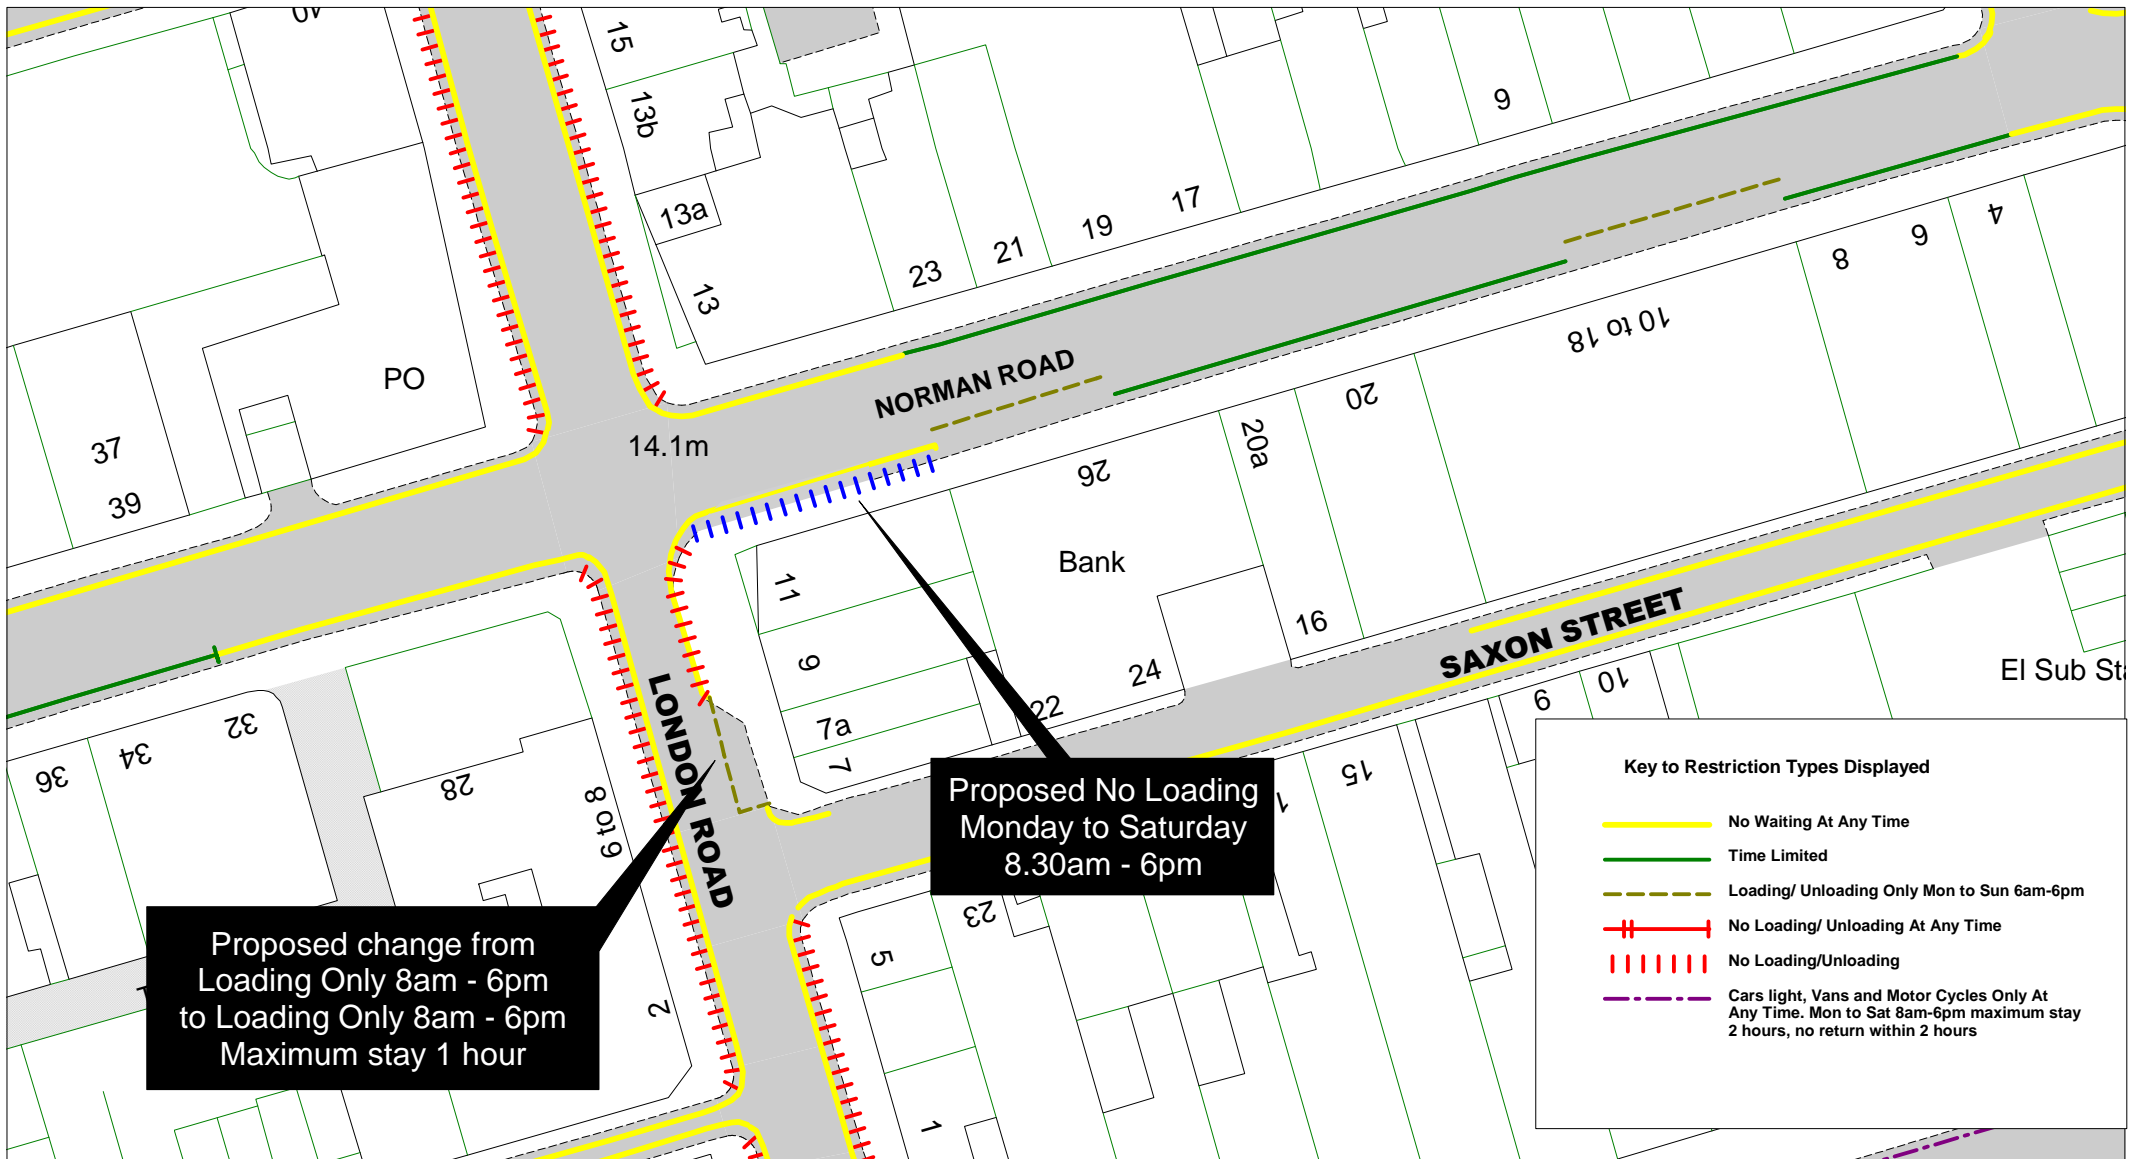 40
15
13b
13a
13
23
21
19
17
9
4
6
8
10 to 18
20
20a
26
PO
37
39
14.1m
NORMAN ROAD
Bank
11
9
7a
7
22
24
16
SAXON STREET
El Sub Sta
9
10
15
32
34
36
28
8 to 9
LONDON ROAD
2
23
5
1
Proposed No Loading
Monday to Saturday
8.30am - 6pm
Proposed change from
Loading Only 8am - 6pm
to Loading Only 8am - 6pm
Maximum stay 1 hour
Key to Restriction Types Displayed
No Waiting At Any Time
Time Limited
Loading/ Unloading Only Mon to Sun 6am-6pm
No Loading/ Unloading At Any Time
No Loading/Unloading
Cars light, Vans and Motor Cycles Only At
Any Time. Mon to Sat 8am-6pm maximum stay
2 hours, no return within 2 hours